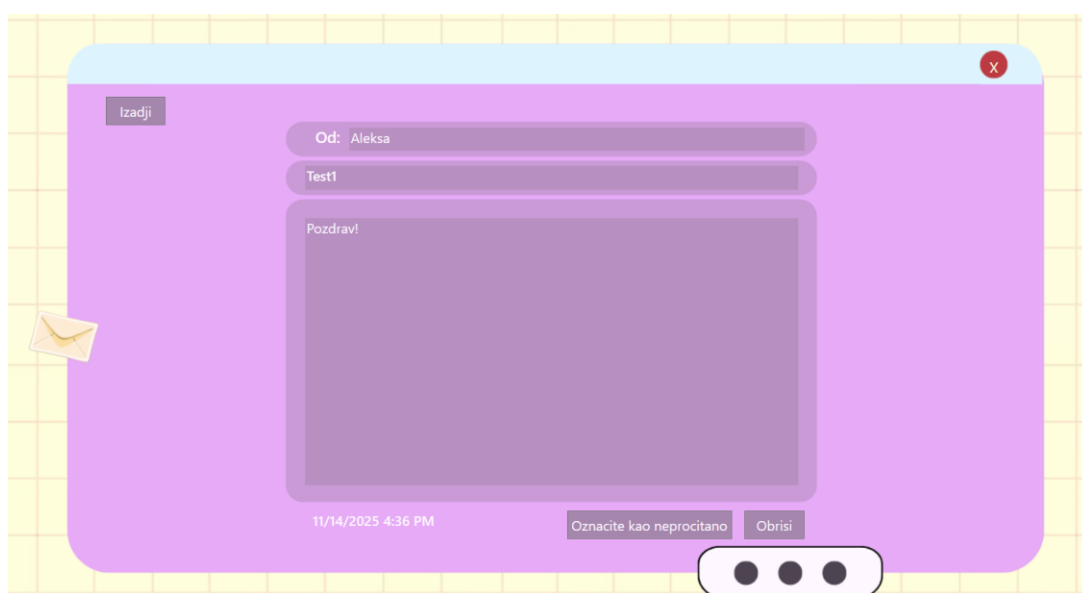 X
Izadji
Od: Aleksa
Test1
Pozdrav!
11/14/2025 4:36 PM
Oznacite kao neprocitano
Obrisi